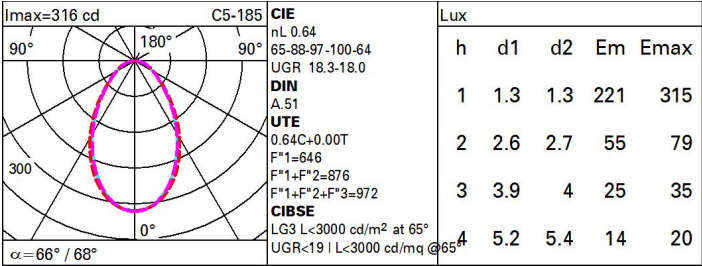 Imax=316 cd C5-185
90° 180° 90°
300
0°
α=66° / 68°
CIE
nL 0.64
65-88-97-100-64
UGR 18.3-18.0
DIN
A.51
UTE
0.64C+0.00T
F"1=646
F"1+F"2=876
F"1+F"2+F"3=972
CIBSE
LG3 L<3000 cd/m² at 65°
UGR<19 | L<3000 cd/mq @65°
Lux
h d1 d2 Em Emax
1 1.3 1.3 221 315
2 2.6 2.7 55 79
3 3.9 4 25 35
4 5.2 5.4 14 20